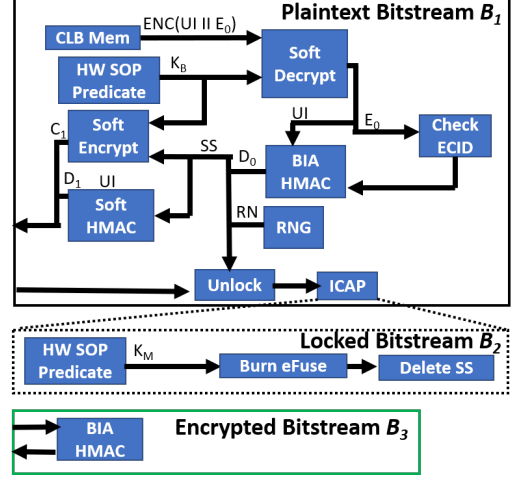 Plaintext Bitstream B1
CLB Mem
ENC(UI II E0)
Soft
Decrypt
HW SOP
Predicate
KB
UI
E0
Check
ECID
C1
Soft
Encrypt
SS
D0
BIA
HMAC
D1
UI
Soft
HMAC
RN
RNG
Unlock
ICAP
Locked Bitstream B2
HW SOP
Predicate
KM
Burn eFuse
Delete SS
BIA
HMAC
Encrypted Bitstream B3